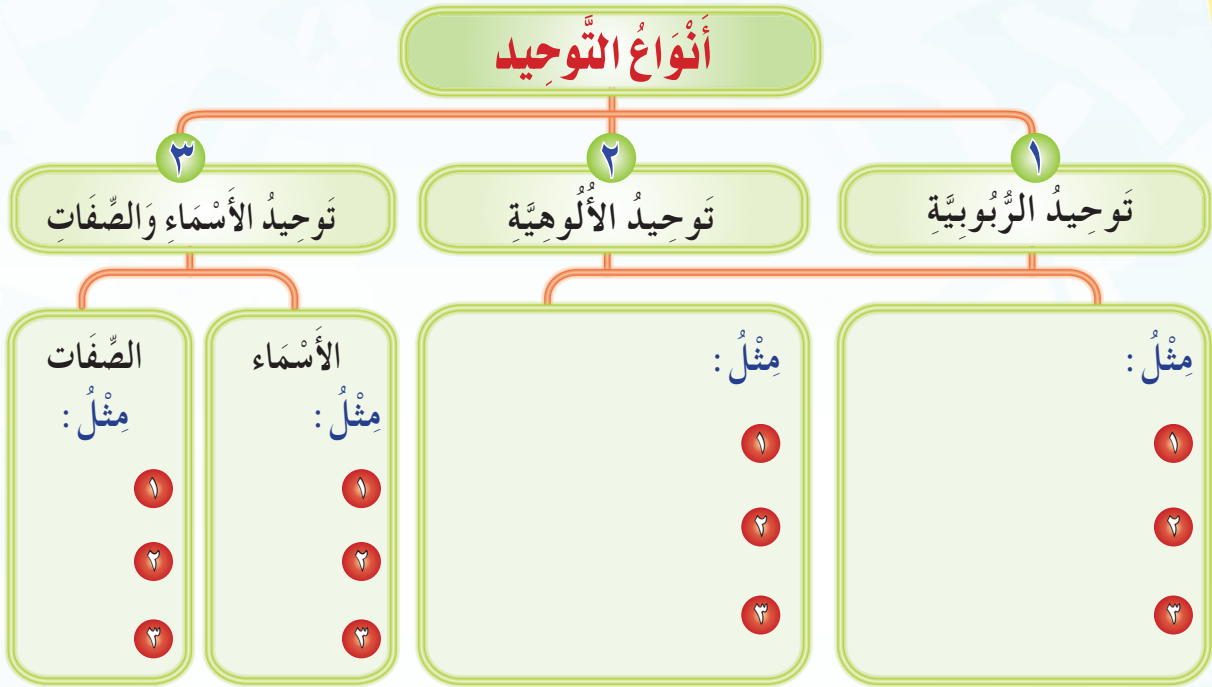 أَنْوَاعُ التَّوحِيد
١
تَوحِيدُ الرُّبُوبِيَّةِ
٢
تَوحِيدُ الأُلُوهِيَّةِ
٣
تَوحِيدُ الأَسْمَاءِ وَالصِّفَاتِ
مِثْلُ :
١
٢
٣
مِثْلُ :
١
٢
٣
الأَسْمَاء
مِثْلُ :
١
٢
٣
الصِّفَات
مِثْلُ :
١
٢
٣